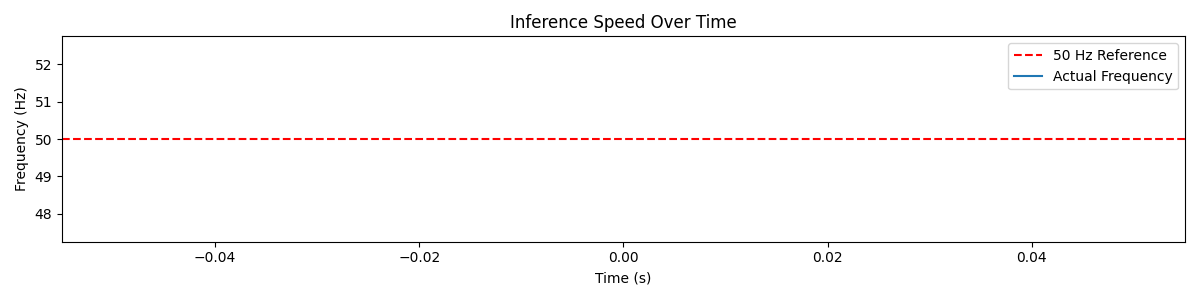 Inference Speed Over Time
50 Hz Reference
Actual Frequency
Frequency (Hz)
52
51
50
49
48
−0.04
−0.02
0.00
0.02
0.04
Time (s)